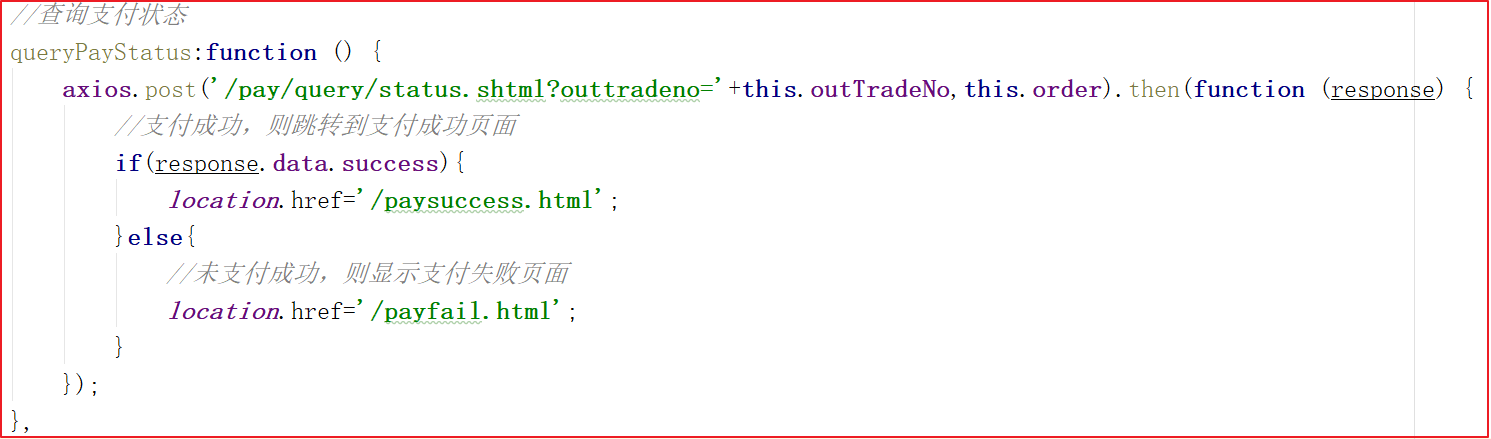 //查询支付状态
queryPayStatus:function () {
axios.post('/pay/query/status.shtml?outtradeno='+this.outTradeNo,this.order).then(function (response) {
//支付成功，则跳转到支付成功页面
if(response.data.success){
location.href='/paysuccess.html';
}else{
//未支付成功，则显示支付失败页面
location.href='/payfail.html';
}
});
},